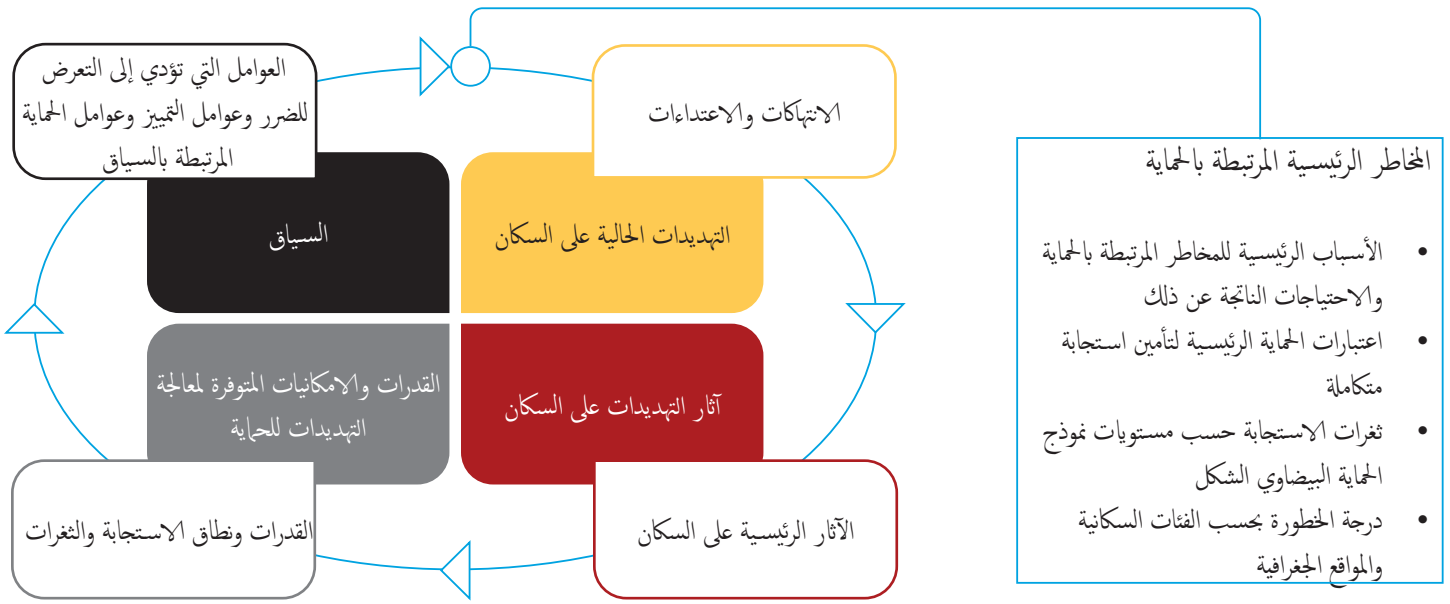 العوامل التي تؤدي إلى التعرض
للضرر وعوامل التمييز وعوامل الحماية
المرتبطة بالسياق
السياق
الانتهاكات والاعتداءات
التهديدات الحالية على السكان
القدرات والامكانيات المتوفرة لمعالجة
التهديدات للحماية
القدرات ونطاق الاستجابة والثغرات
آثار التهديدات على السكان
الآثار الرئيسية على السكان
المخاطر الرئيسية المرتبطة بالحماية
• الأسباب الرئيسية للمخاطر المرتبطة بالحماية
والاحتياجات الناتجة عن ذلك
• اعتبارات الحماية الرئيسية لتأمين استجابة
متكاملة
• ثغرات الاستجابة حسب مستويات نموذج
الحماية البيضاوي الشكل
• درجة الخطورة بحسب الفئات السكانية
والمواقع الجغرافية